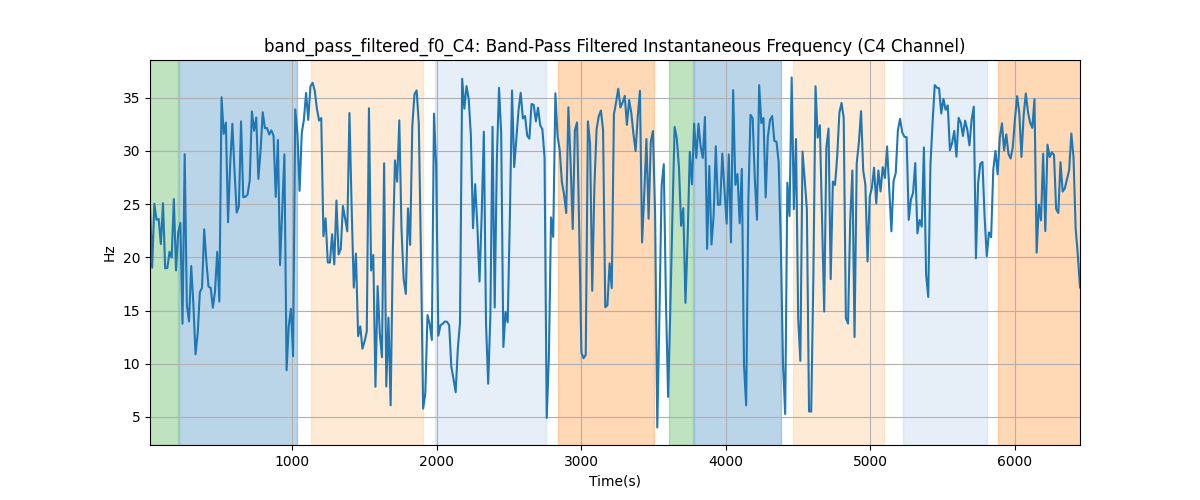 band_pass_filtered_f0_C4: Band-Pass Filtered Instantaneous Frequency (C4 Channel)
35
30
25
20
15
10
5
Hz
1000 2000 3000 4000 5000 6000
Time(s)